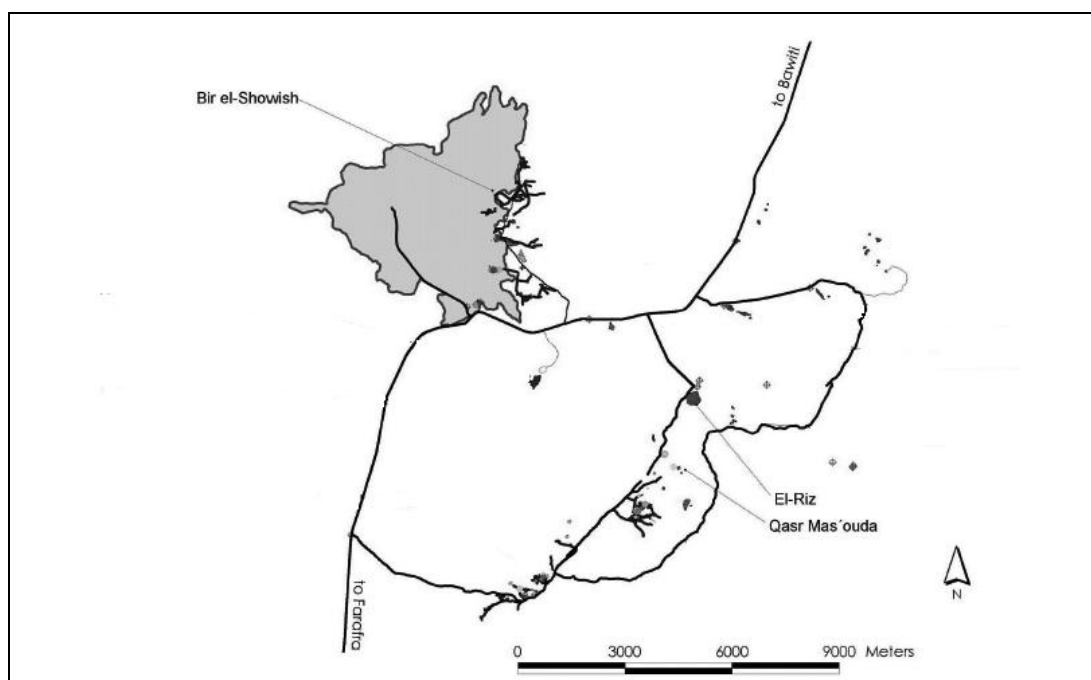 to Bawiti
Bir el-Showish
El-Riz
Qasr Mas´ouda
to Farafra
N
0 3000 6000 9000 Meters